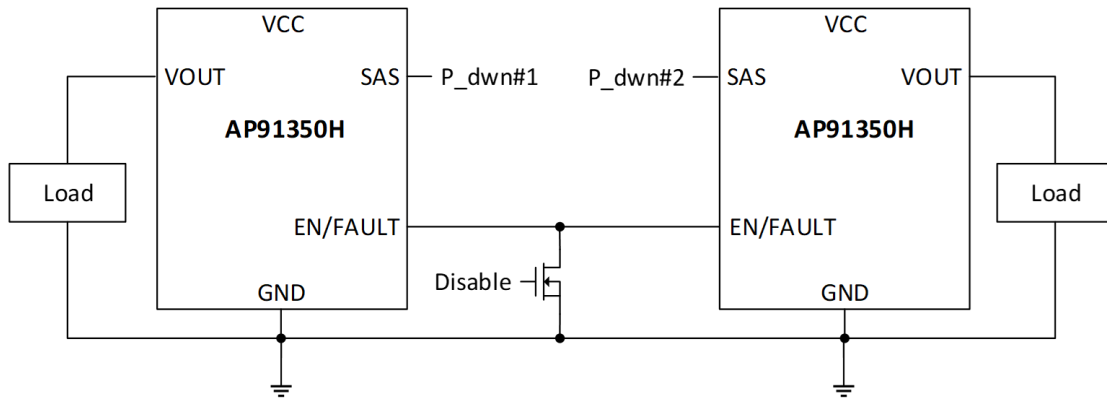 VCC
VOUT
SAS
P_dwn#1
AP91350H
Load
EN/FAULT
GND
Disable
VCC
P_dwn#2
SAS
VOUT
AP91350H
Load
EN/FAULT
GND